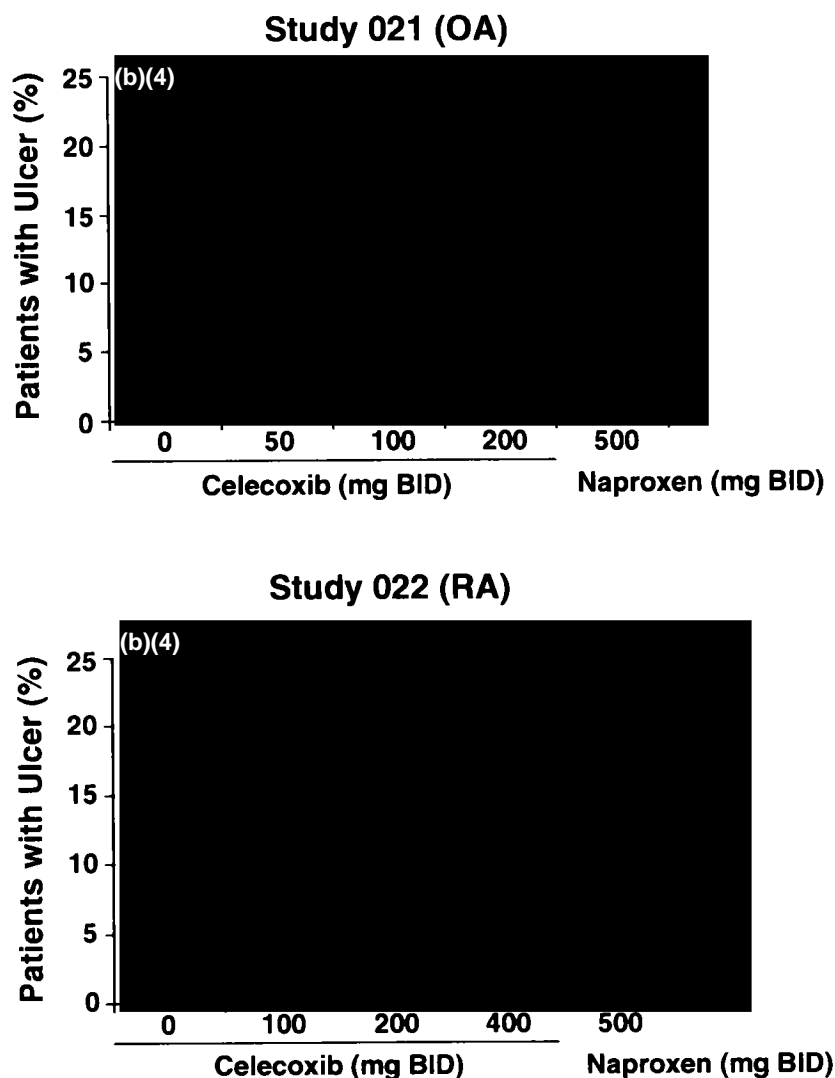 Study 021 (OA)
Patients with Ulcer (%)
(b)(4)
25
20
15
10
5
0
0 50 100 200 500
Celecoxib (mg BID) Naproxen (mg BID)
Study 022 (RA)
Patients with Ulcer (%)
(b)(4)
25
20
15
10
5
0
0 100 200 400 500
Celecoxib (mg BID) Naproxen (mg BID)